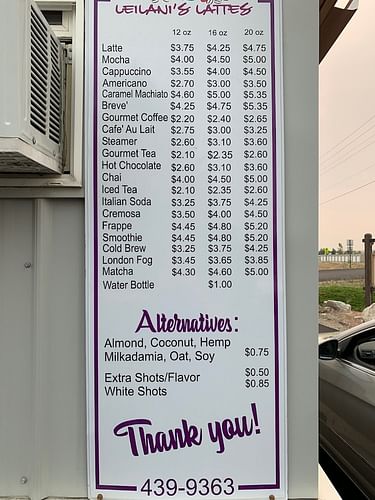 LEILANI'S LATTES
12 oz 16 oz 20 oz
Latte $3.75 $4.25 $4.75
Mocha $4.00 $4.50 $5.00
Cappuccino $3.55 $4.00 $4.50
Americano $2.70 $3.00 $3.50
Caramel Machiato $4.60 $5.00 $5.35
Breve' $4.25 $4.75 $5.35
Gourmet Coffee $2.20 $2.40 $2.65
Cafe' Au Lait $2.75 $3.00 $3.25
Steamer $2.60 $3.10 $3.60
Gourmet Tea $2.10 $2.35 $2.60
Hot Chocolate $2.60 $3.10 $3.60
Chai $4.00 $4.50 $5.00
Iced Tea $2.10 $2.35 $2.60
Italian Soda $3.25 $3.75 $4.25
Cremosa $3.50 $4.00 $4.50
Frappe $4.45 $4.80 $5.20
Smoothie $4.45 $4.80 $5.20
Cold Brew $3.25 $3.75 $4.25
London Fog $3.45 $3.65 $3.85
Matcha $4.30 $4.60 $5.00
Water Bottle $1.00
Alternatives:
Almond, Coconut, Hemp
Milkadamia, Oat, Soy $0.75
Extra Shots/Flavor $0.50
White Shots $0.85
Thank you!
439-9363